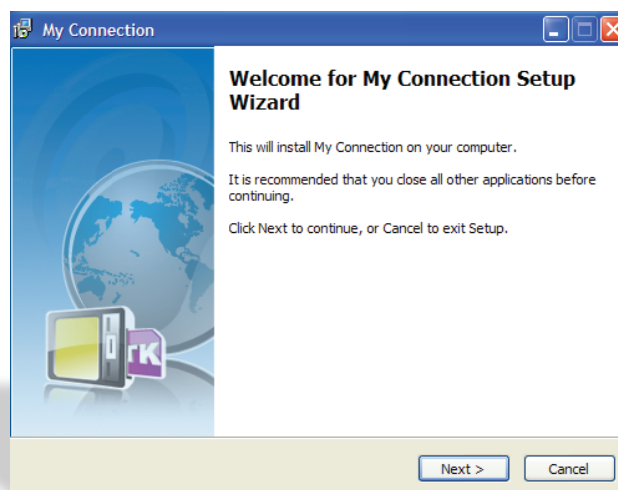 My Connection
Welcome for My Connection Setup
Wizard
This will install My Connection on your computer.
It is recommended that you close all other applications before
continuing.
Click Next to continue, or Cancel to exit Setup.
TK
Next >
Cancel